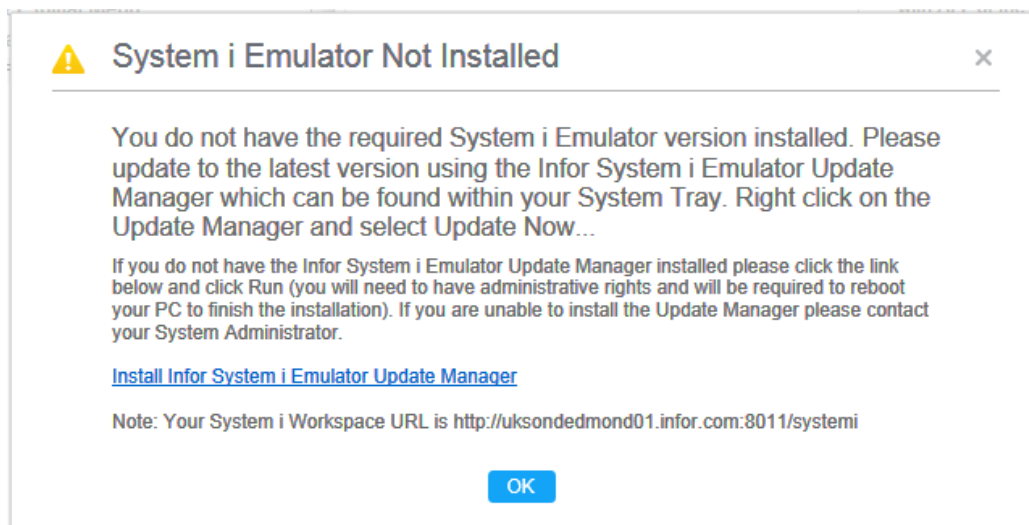 System i Emulator Not Installed
You do not have the required System i Emulator version installed. Please
update to the latest version using the Infor System i Emulator Update
Manager which can be found within your System Tray. Right click on the
Update Manager and select Update Now...
If you do not have the Infor System i Emulator Update Manager installed please click the link
below and click Run (you will need to have administrative rights and will be required to reboot
your PC to finish the installation). If you are unable to install the Update Manager please contact
your System Administrator.
Install Infor System i Emulator Update Manager
Note: Your System i Workspace URL is http://uksondedmond01.infor.com:8011/systemi
OK